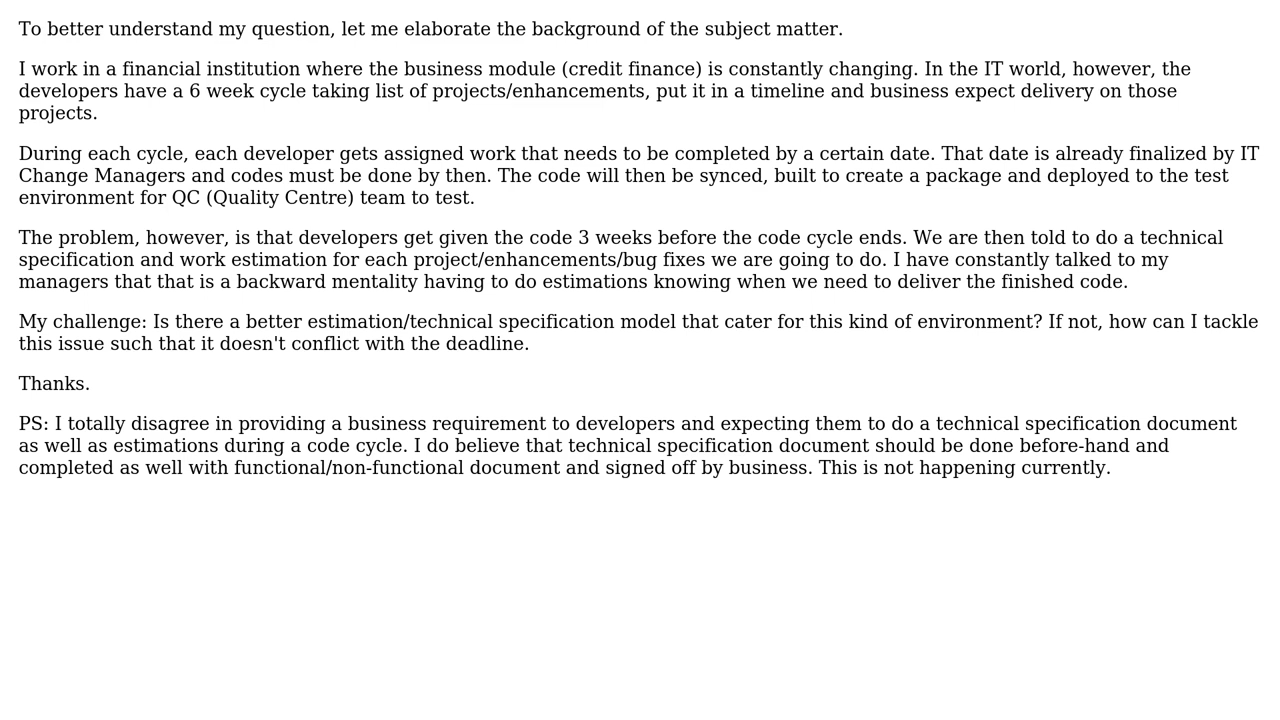 To better understand my question, let me elaborate the background of the subject matter.
I work in a financial institution where the business module (credit finance) is constantly changing. In the IT world, however, the
developers have a 6 week cycle taking list of projects/enhancements, put it in a timeline and business expect delivery on those
projects.
During each cycle, each developer gets assigned work that needs to be completed by a certain date. That date is already finalized by IT
Change Managers and codes must be done by then. The code will then be synced, built to create a package and deployed to the test
environment for QC (Quality Centre) team to test.
The problem, however, is that developers get given the code 3 weeks before the code cycle ends. We are then told to do a technical
specification and work estimation for each project/enhancements/bug fixes we are going to do. I have constantly talked to my
managers that that is a backward mentality having to do estimations knowing when we need to deliver the finished code.
My challenge: Is there a better estimation/technical specification model that cater for this kind of environment? If not, how can I tackle
this issue such that it doesn't conflict with the deadline.
Thanks.
PS: I totally disagree in providing a business requirement to developers and expecting them to do a technical specification document
as well as estimations during a code cycle. I do believe that technical specification document should be done before-hand and
completed as well with functional/non-functional document and signed off by business. This is not happening currently.